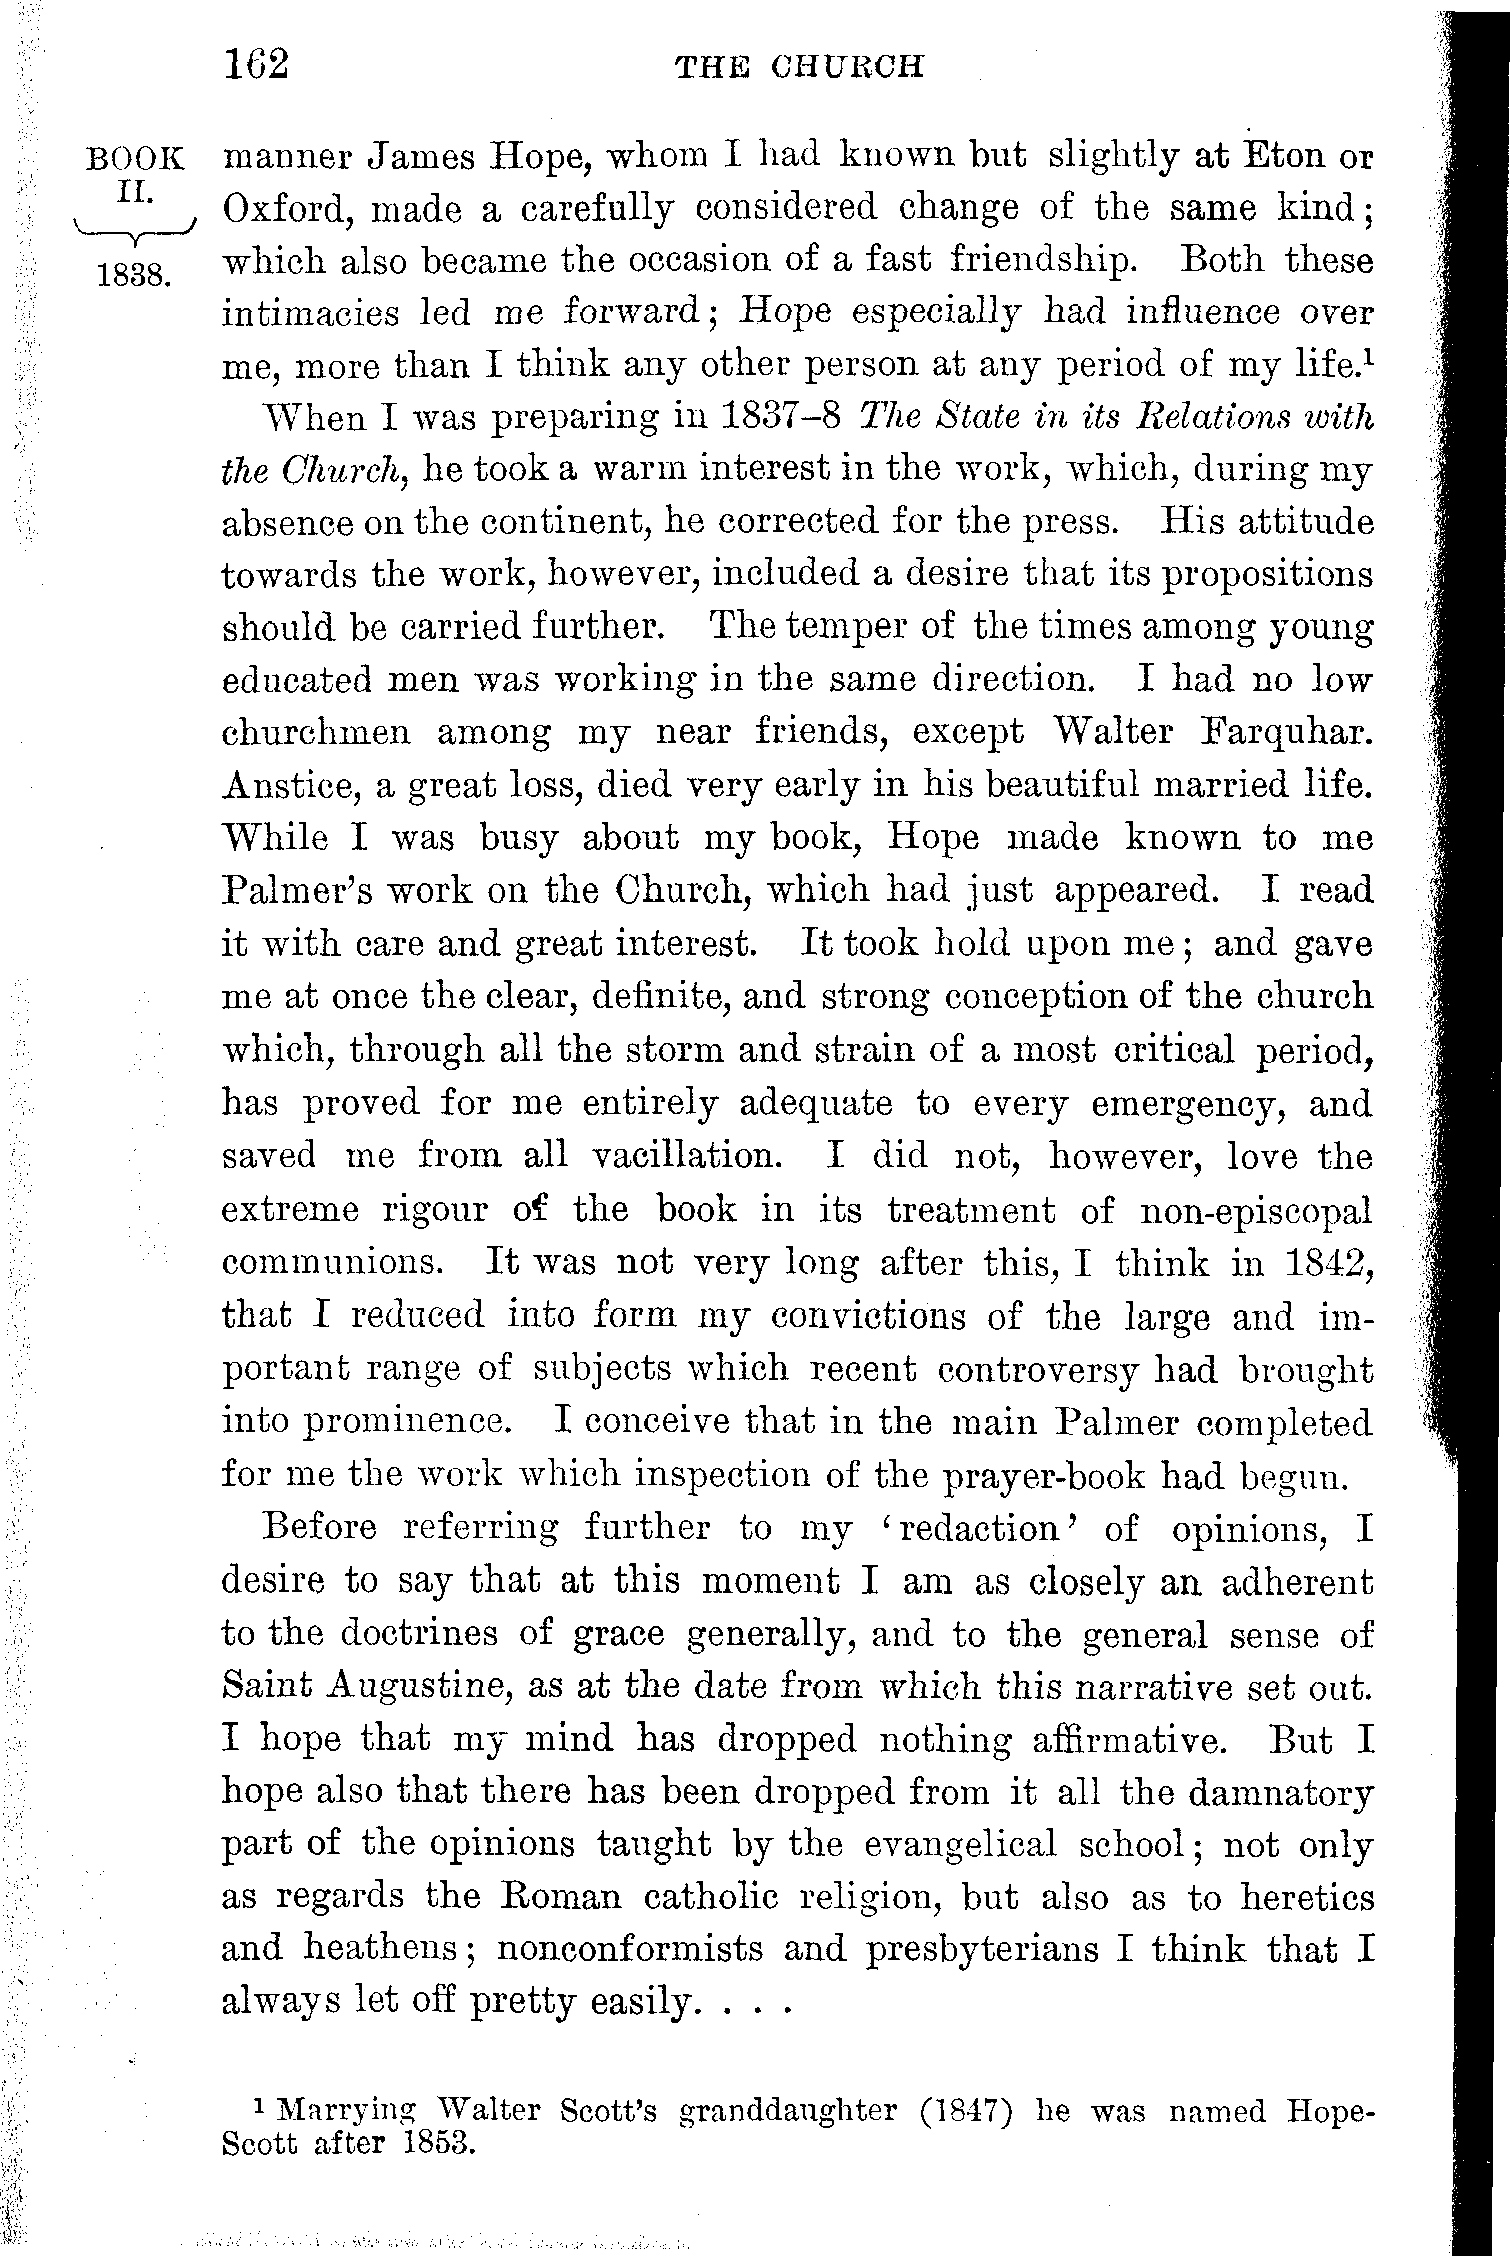 162 THE CHURCH
BOOK
II.
1838.
manner James Hope, whom I had known but slightly at Eton or
Oxford, made a carefully considered change of the same kind;
which also became the occasion of a fast friendship. Both these
intimacies led me forward; Hope especially had influence over
me, more than I think any other person at any period of my life.¹
When I was preparing in 1837–8 The State in its Relations with
the Church, he took a warm interest in the work, which, during my
absence on the continent, he corrected for the press. His attitude
towards the work, however, included a desire that its propositions
should be carried further. The temper of the times among young
educated men was working in the same direction. I had no low
churchmen among my near friends, except Walter Farquhar.
Anstice, a great loss, died very early in his beautiful married life.
While I was busy about my book, Hope made known to me
Palmer's work on the Church, which had just appeared. I read
it with care and great interest. It took hold upon me; and gave
me at once the clear, definite, and strong conception of the church
which, through all the storm and strain of a most critical period,
has proved for me entirely adequate to every emergency, and
saved me from all vacillation. I did not, however, love the
extreme rigour of the book in its treatment of non-episcopal
communions. It was not very long after this, I think in 1842,
that I reduced into form my convictions of the large and im-
portant range of subjects which recent controversy had brought
into prominence. I conceive that in the main Palmer completed
for me the work which inspection of the prayer-book had begun.
Before referring further to my ‘redaction’ of opinions, I
desire to say that at this moment I am as closely an adherent
to the doctrines of grace generally, and to the general sense of
Saint Augustine, as at the date from which this narrative set out.
I hope that my mind has dropped nothing affirmative. But I
hope also that there has been dropped from it all the damnatory
part of the opinions taught by the evangelical school; not only
as regards the Roman catholic religion, but also as to heretics
and heathens; nonconformists and presbyterians I think that I
always let off pretty easily. . . .
¹ Marrying Walter Scott's granddaughter (1847) he was named Hope-
Scott after 1853.